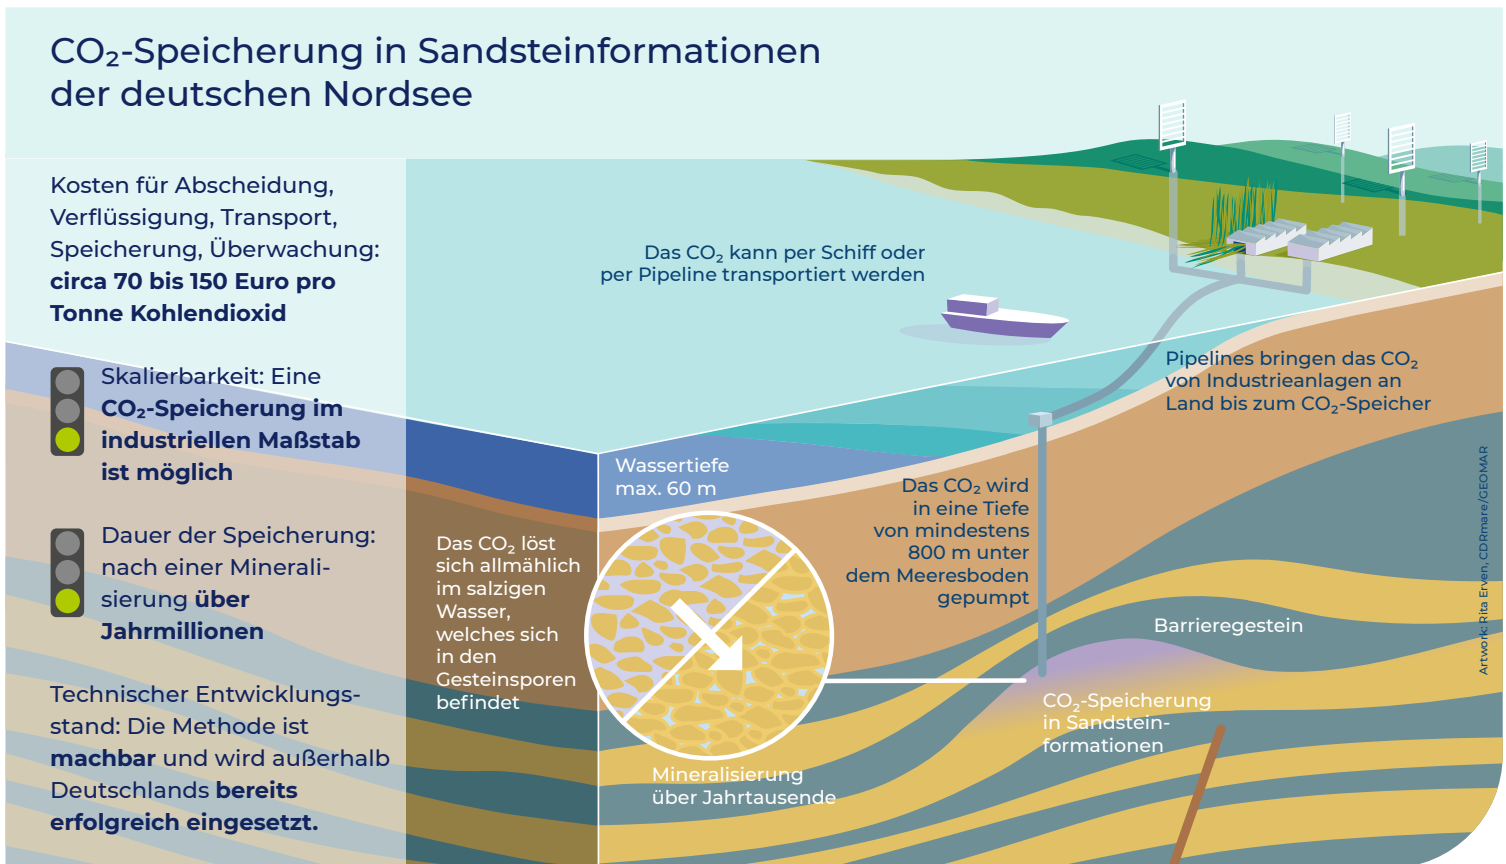 CO₂-Speicherung in Sandsteinformationen
der deutschen Nordsee
Kosten für Abscheidung,
Verflüssigung, Transport,
Speicherung, Überwachung:
circa 70 bis 150 Euro pro
Tonne Kohlendioxid
Skalierbarkeit: Eine
CO₂-Speicherung im
industriellen Maßstab
ist möglich
Dauer der Speicherung:
nach einer Minerali-
sierung über
Jahrmillionen
Technischer Entwicklungs-
stand: Die Methode ist
machbar und wird außerhalb
Deutschlands bereits
erfolgreich eingesetzt.
Das CO₂ kann per Schiff oder
per Pipeline transportiert werden
Pipelines bringen das CO₂
von Industrieanlagen an
Land bis zum CO₂-Speicher
Wassertiefe
max. 60 m
Das CO₂ wird
in eine Tiefe
von mindestens
800 m unter
dem Meeresboden
gepumpt
Das CO₂ löst
sich allmählich
im salzigen
Wasser,
welches sich
in den
Gesteinsporen
befindet
Barrieregestein
CO₂-Speicherung
in Sandstein-
formationen
Mineralisierung
über Jahrtausende
Artwork: Rita Erven, CDRmare/GEOMAR